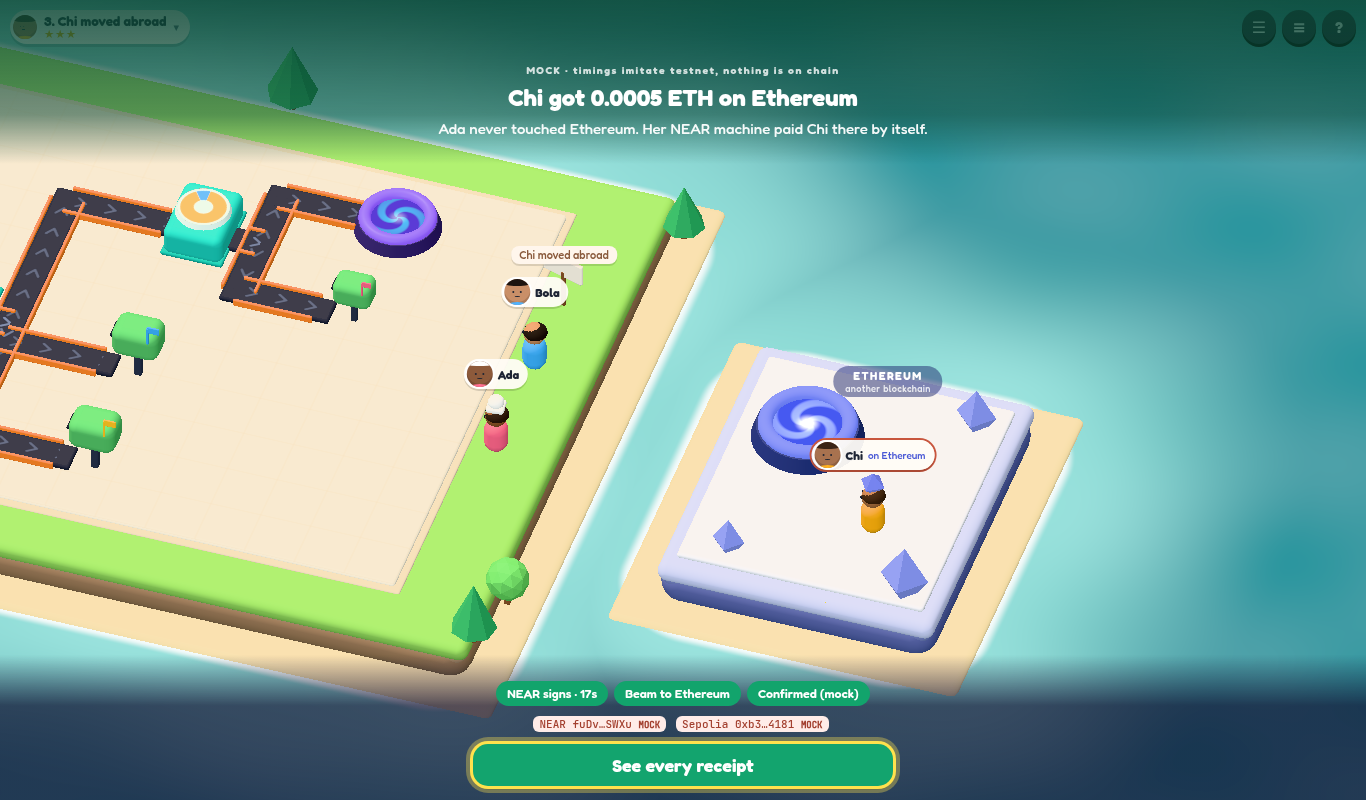 3. Chi moved abroad
★★★
▾
☰
≡
?
MOCK · timings imitate testnet, nothing is on chain
Chi got 0.0005 ETH on Ethereum
Ada never touched Ethereum. Her NEAR machine paid Chi there by itself.
Chi moved abroad
Bola
Ada
ETHEREUM
another blockchain
Chi on Ethereum
NEAR signs · 17s
Beam to Ethereum
Confirmed (mock)
NEAR fuDv…SWXu MOCK
Sepolia 0xb3…4181 MOCK
See every receipt